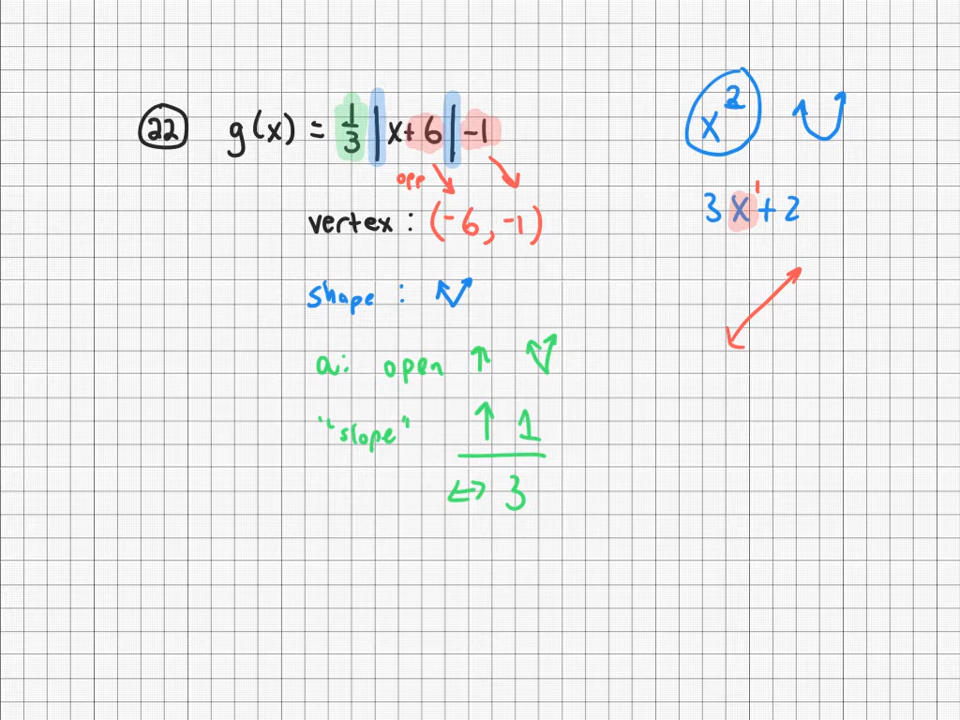 22 g(x) = 1/3 |x+6| -1
opp
vertex: (-6, -1)
shape:
a: open ↑
"slope" ↑ 1
↔ 3
x²
3x¹+2